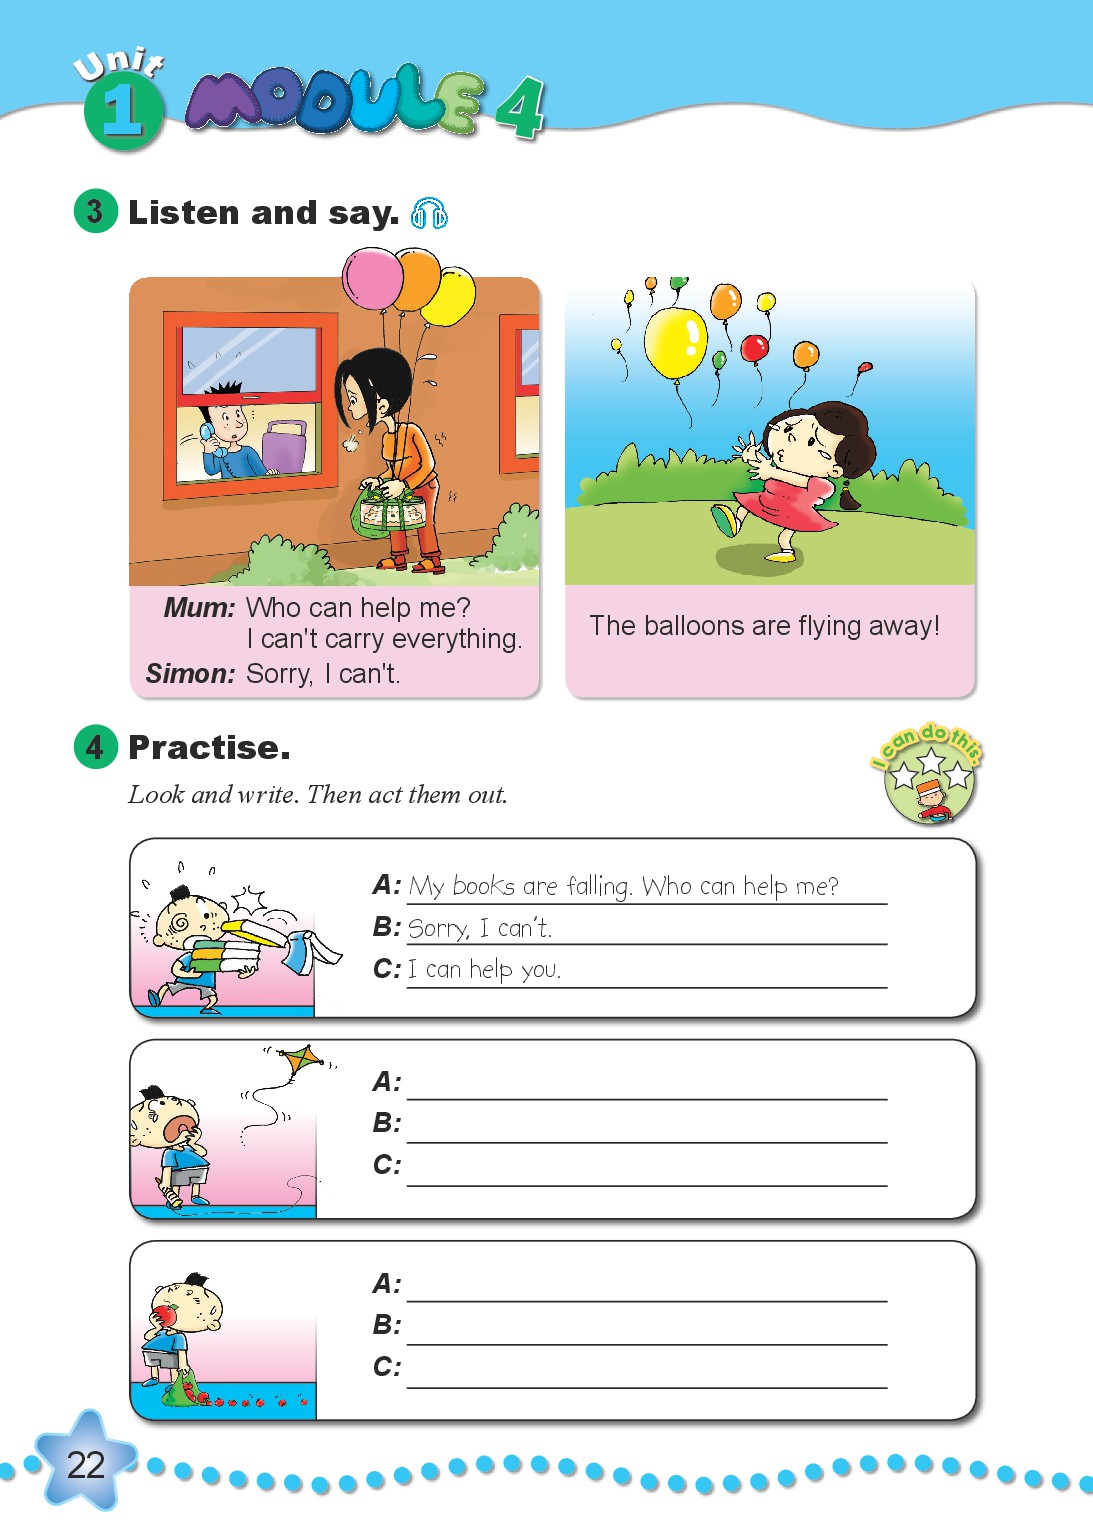 Unit
1 MODULE 4
3 Listen and say.
Mum: Who can help me?
I can't carry everything.
Simon: Sorry, I can't.
The balloons are flying away!
4 Practise.
I can do this.
Look and write. Then act them out.
A: My books are falling. Who can help me?
B: Sorry, I can't.
C: I can help you.
A:
B:
C:
A:
B:
C:
22